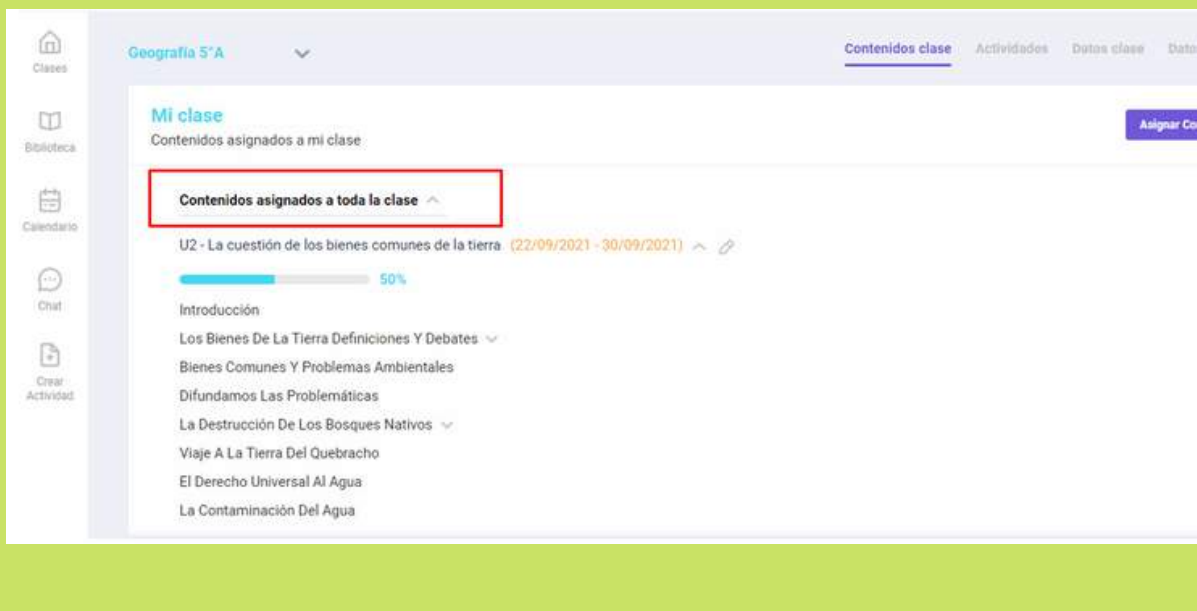 Clases
Biblioteca
Calendario
Chat
Crear
Actividad
Geografía 5°A
Contenidos clase
Actividades
Datos clase
Mi clase
Contenidos asignados a mi clase
Asignar
Contenidos asignados a toda la clase
U2 - La cuestión de los bienes comunes de la tierra (22/09/2021 - 30/09/2021)
50%
Introducción
Los Bienes De La Tierra Definiciones Y Debates
Bienes Comunes Y Problemas Ambientales
Difundamos Las Problemáticas
La Destrucción De Los Bosques Nativos
Viaje A La Tierra Del Quebracho
El Derecho Universal Al Agua
La Contaminación Del Agua